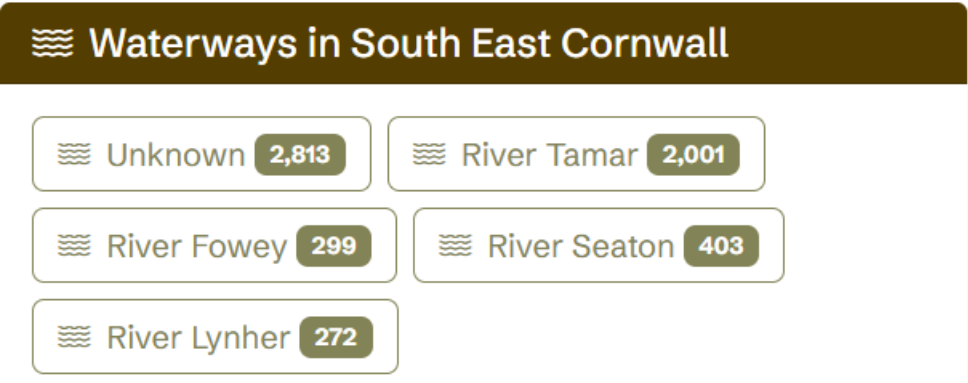 Waterways in South East Cornwall
Unknown 2,813 River Tamar 2,001
River Fowey 299 River Seaton 403
River Lynher 272